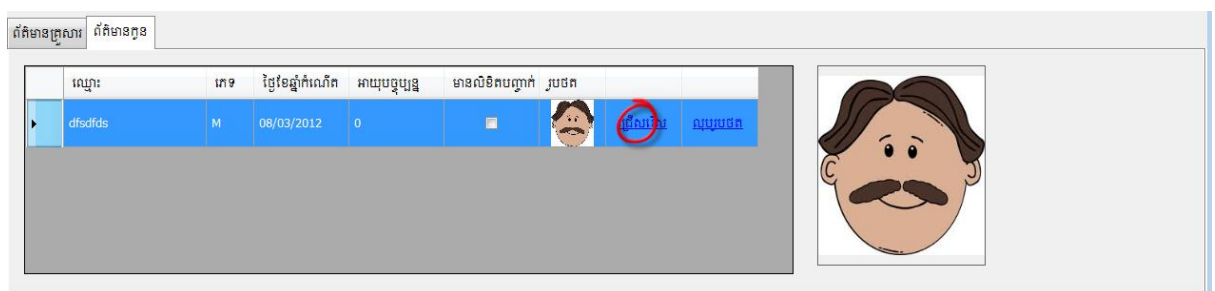 ព័ត៌មានគ្រួសារ ព័ត៌មានកូន
ឈ្មោះ ភេទ ថ្ងៃខែឆ្នាំកំណើត អាយុបច្ចុប្បន្ន មានលិខិតបញ្ជាក់ រូបថត
dfsdfds M 08/03/2012 0 ជ្រើសរើស លុបរូបថត